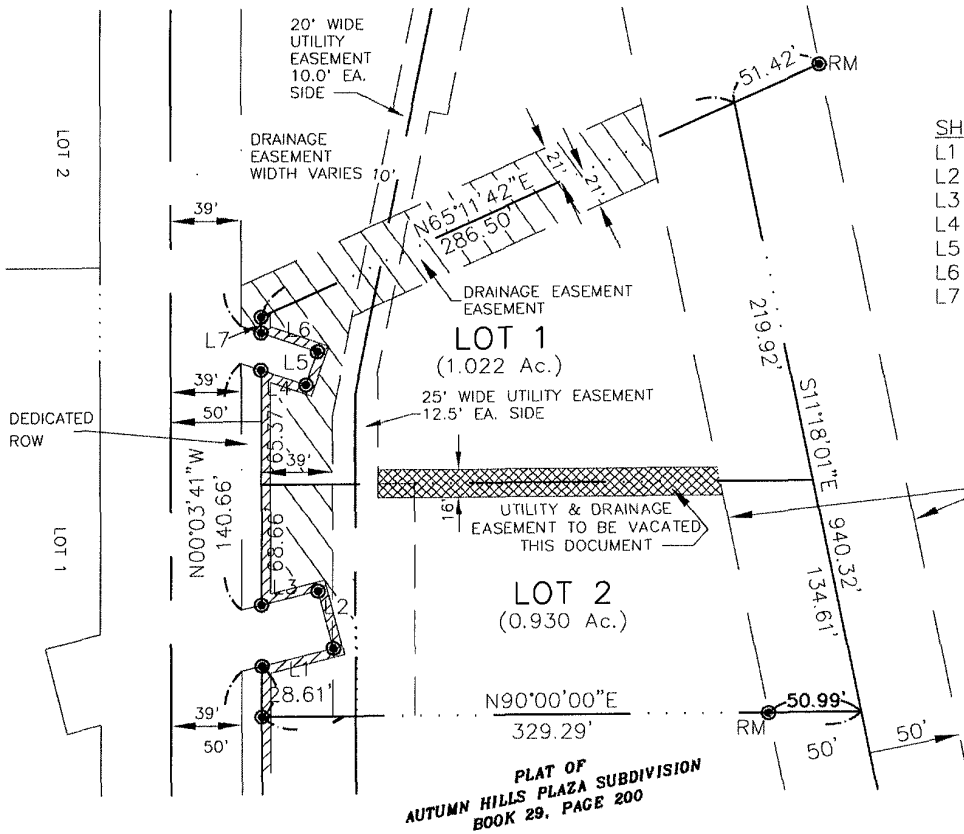 20' WIDE
UTILITY
EASEMENT
10.0' EA.
SIDE
51.42'
RM
DRAINAGE
EASEMENT
WIDTH VARIES 10'
SH
L1
L2
L3
L4
L5
L6
L7
LOT 2
39'
21'
21'
N65°11'42"E
286.50'
DRAINAGE EASEMENT
EASEMENT
L7
L6
L5
L4
LOT 1
(1.022 Ac.)
219.92'
39'
50'
25' WIDE UTILITY EASEMENT
12.5' EA. SIDE
DEDICATED
ROW
65.37'
39'
S11°18'01"E
940.32'
N00°03'41"W
140.66'
16'
UTILITY & DRAINAGE
EASEMENT TO BE VACATED
THIS DOCUMENT
LOT 1
68.66'
L3
L2
LOT 2
(0.930 Ac.)
134.61'
L1
28.61'
N90°00'00"E
329.29'
50.99'
RM
39'
50'
50'
50'
PLAT OF
AUTUMN HILLS PLAZA SUBDIVISION
BOOK 29, PAGE 200